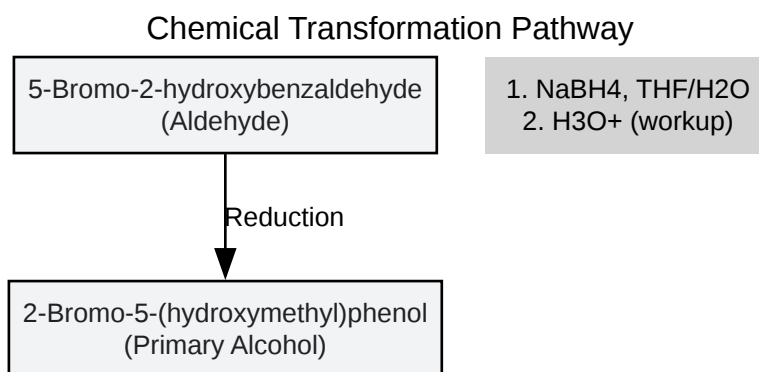 Chemical Transformation Pathway
5-Bromo-2-hydroxybenzaldehyde
(Aldehyde)
1. NaBH4, THF/H2O
2. H3O+ (workup)
Reduction
2-Bromo-5-(hydroxymethyl)phenol
(Primary Alcohol)